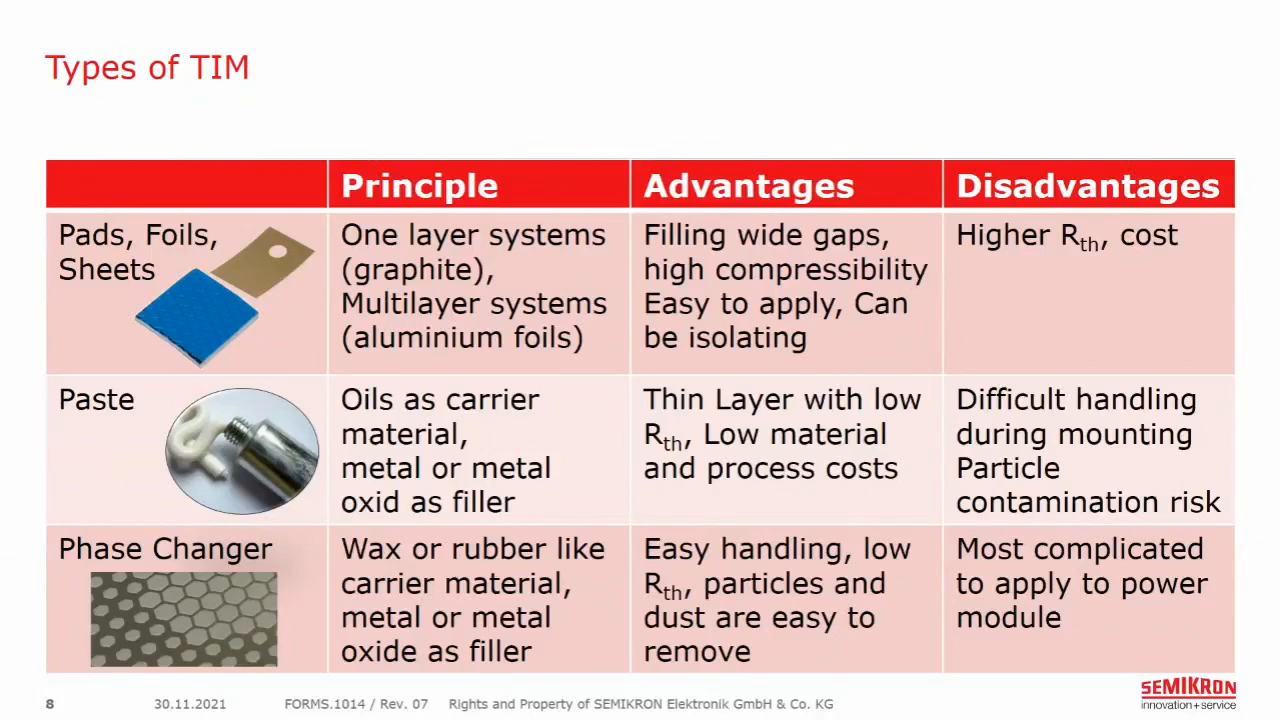 Types of TIM
Principle
Advantages
Disadvantages
Pads, Foils,
Sheets
One layer systems
(graphite),
Multilayer systems
(aluminium foils)
Filling wide gaps,
high compressibility
Easy to apply, Can
be isolating
Higher Rth, cost
Paste
Oils as carrier
material,
metal or metal
oxid as filler
Thin Layer with low
Rth, Low material
and process costs
Difficult handling
during mounting
Particle
contamination risk
Phase Changer
Wax or rubber like
carrier material,
metal or metal
oxide as filler
Easy handling, low
Rth, particles and
dust are easy to
remove
Most complicated
to apply to power
module
8
30.11.2021
FORMS.1014 / Rev. 07
Rights and Property of SEMIKRON Elektronik GmbH & Co. KG
SEMIKRON
innovation+service